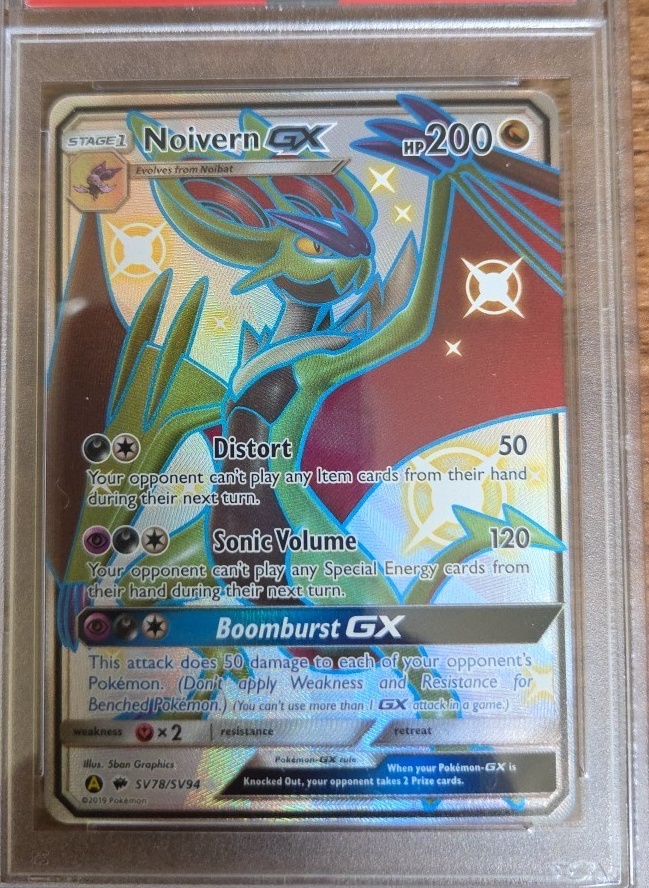 STAGE 1 Noivern GX HP 200
Evolves from Noibat
Distort 50
Your opponent can't play any Item cards from their hand
during their next turn.
Sonic Volume 120
Your opponent can't play any Special Energy cards from
their hand during their next turn.
Boomburst GX
This attack does 50 damage to each of your opponent's
Pokémon. (Don't apply Weakness and Resistance for
Benched Pokémon.) (You can't use more than 1 GX attack in a game.)
weakness ×2 resistance retreat
Illus. 5ban Graphics
Pokémon-GX rule
When your Pokémon-GX is
Knocked Out, your opponent takes 2 Prize cards.
A SV78/SV94
©2019 Pokémon